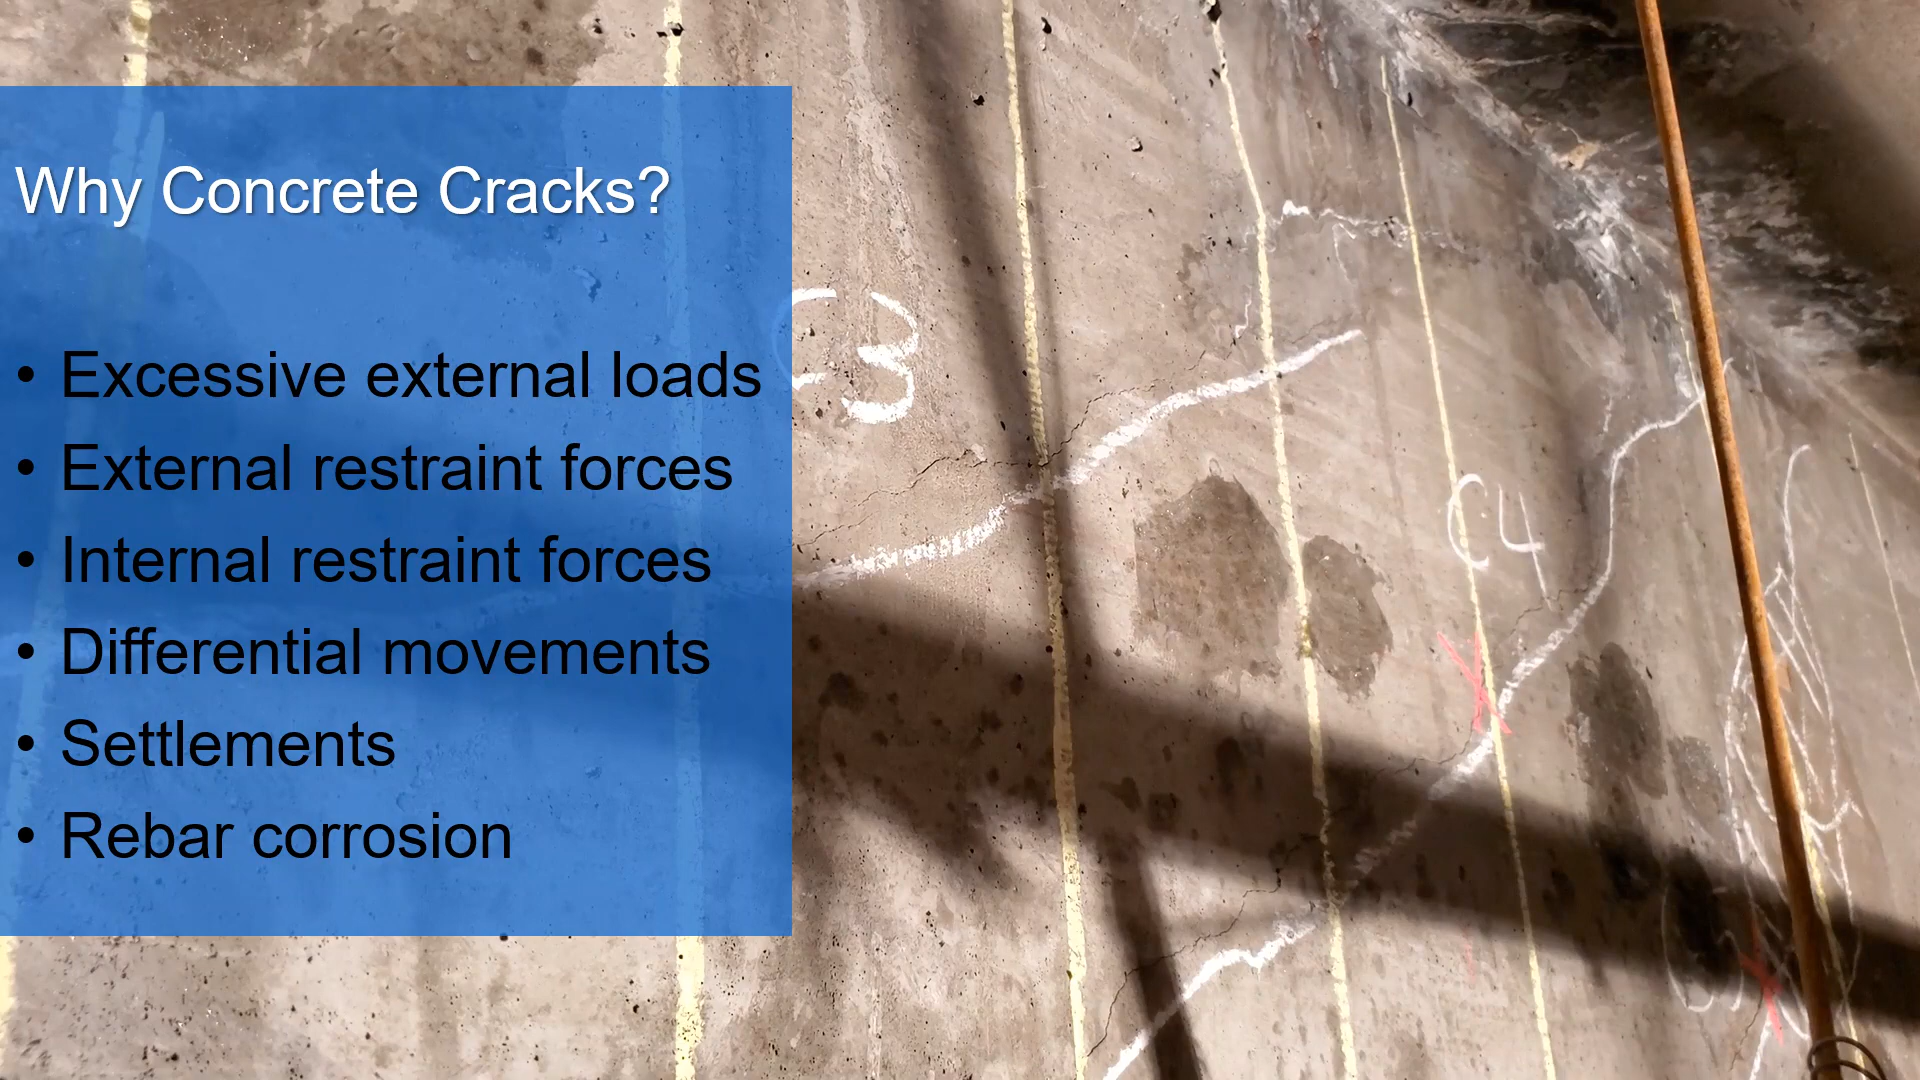 Why Concrete Cracks?
• Excessive external loads
• External restraint forces
• Internal restraint forces
• Differential movements
• Settlements
• Rebar corrosion
C3
C4
X